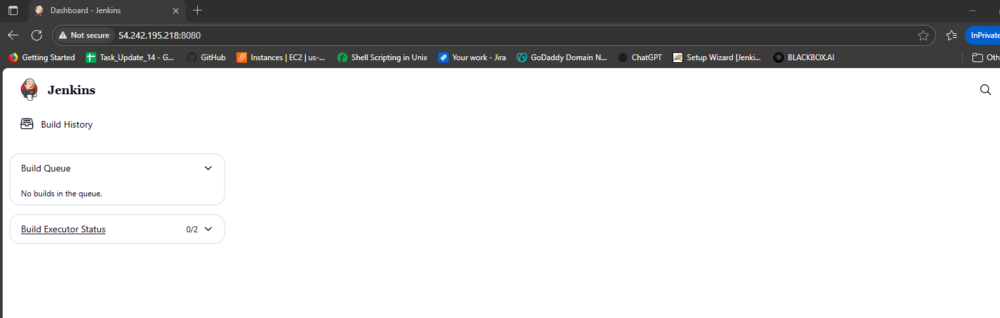 Dashboard - Jenkins
Not secure 54.242.195.218:8080 InPrivate
Getting Started Task_Update_14 - G... GitHub Instances | EC2 | us-... Shell Scripting in Unix Your work - Jira GoDaddy Domain N... ChatGPT Setup Wizard [Jenki... BLACKBOX.AI Oth
Jenkins
Build History
Build Queue
No builds in the queue.
Build Executor Status 0/2